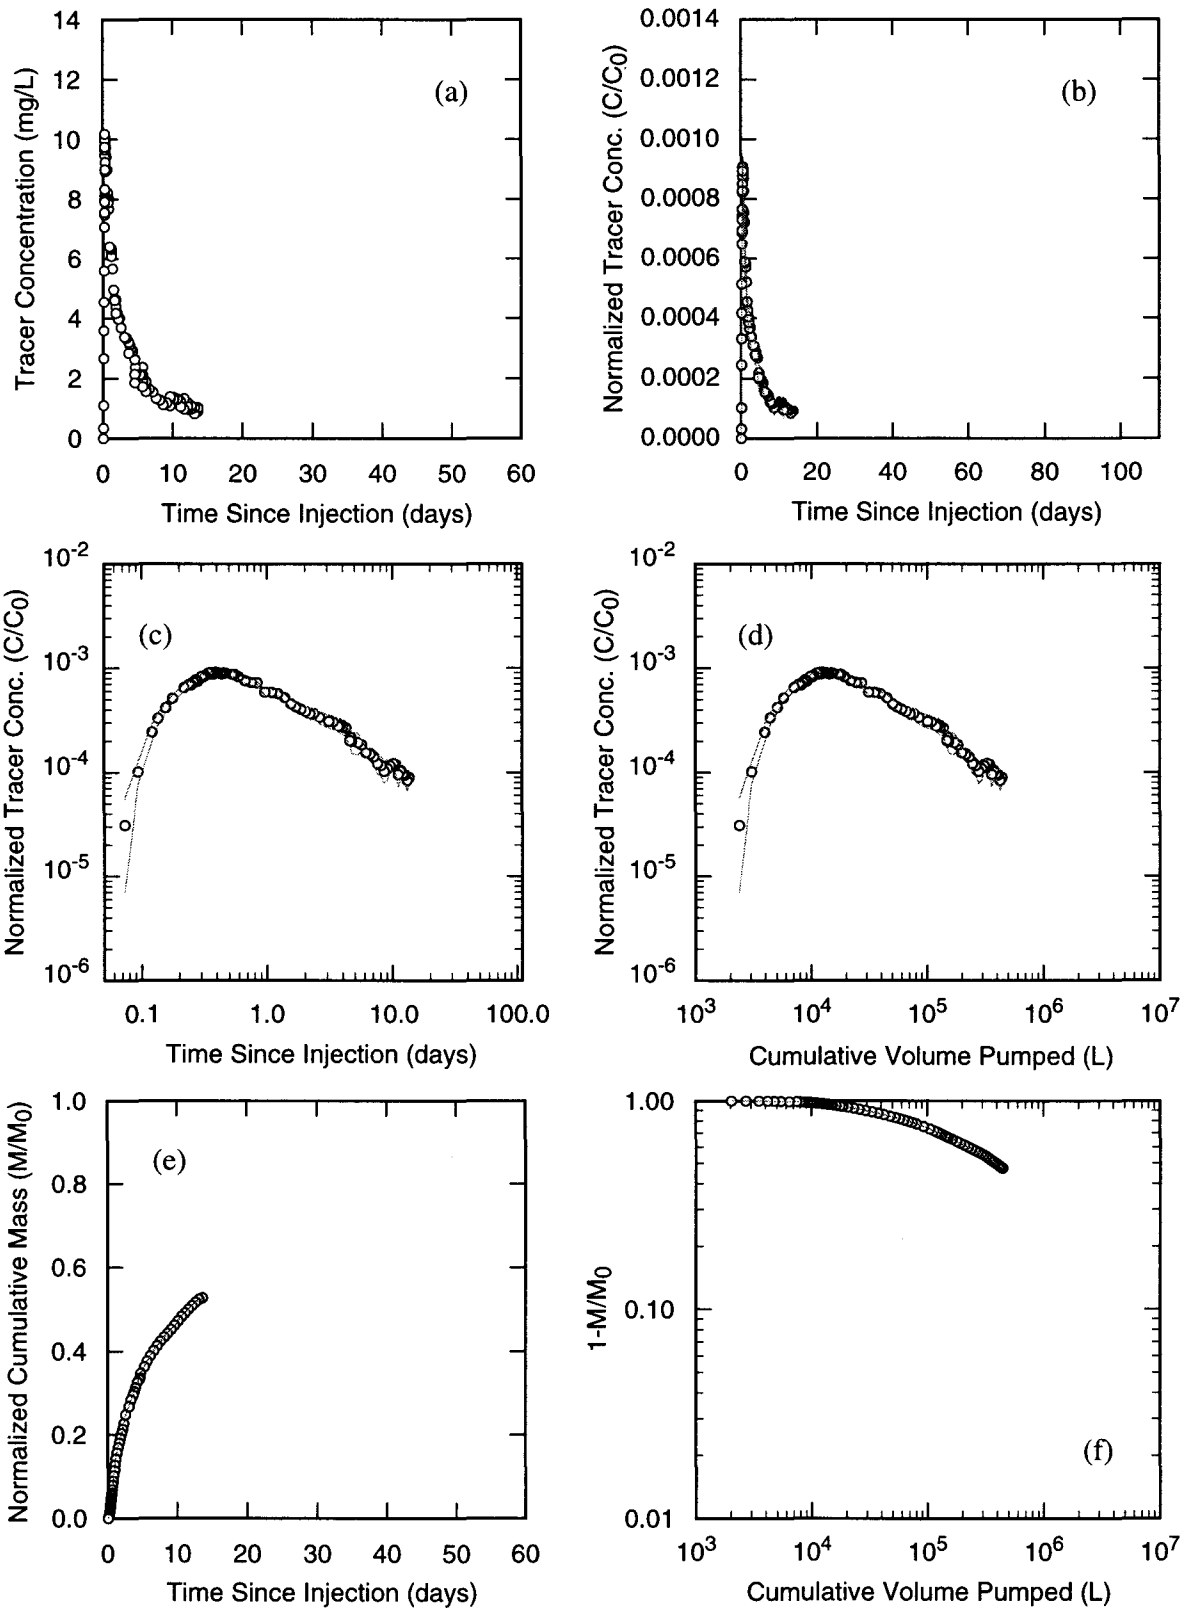 14
12
10
8
6
4
2
0
Tracer Concentration (mg/L)
(a)
0 10 20 30 40 50 60
Time Since Injection (days)
0.0014
0.0012
0.0010
0.0008
0.0006
0.0004
0.0002
0.0000
Normalized Tracer Conc. (C/C0)
(b)
0 20 40 60 80 100
Time Since Injection (days)
10-2
10-3
10-4
10-5
10-6
Normalized Tracer Conc. (C/C0)
(c)
0.1 1.0 10.0 100.0
Time Since Injection (days)
10-2
10-3
10-4
10-5
10-6
Normalized Tracer Conc. (C/C0)
(d)
103 104 105 106 107
Cumulative Volume Pumped (L)
1.0
0.8
0.6
0.4
0.2
0.0
Normalized Cumulative Mass (M/M0)
(e)
0 10 20 30 40 50 60
Time Since Injection (days)
1.00
0.10
0.01
1-M/M0
(f)
103 104 105 106 107
Cumulative Volume Pumped (L)